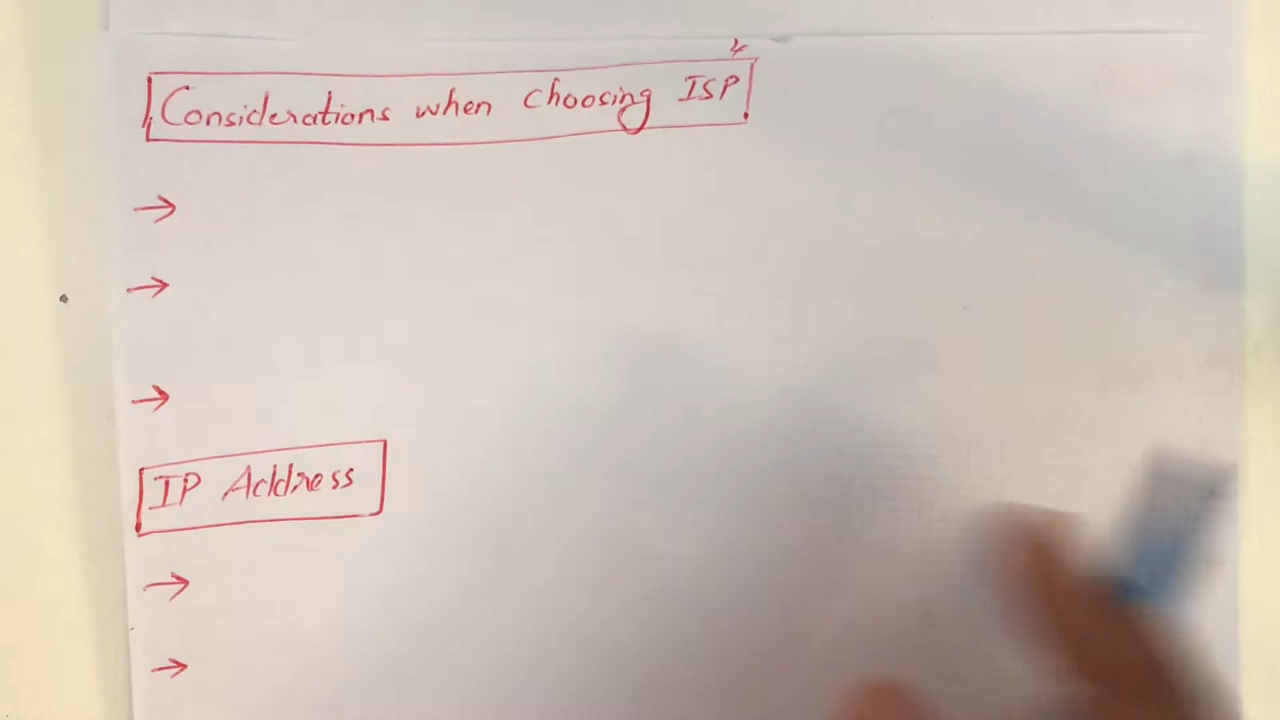 Considerations when choosing ISP
→
→
→
IP Address
→
→